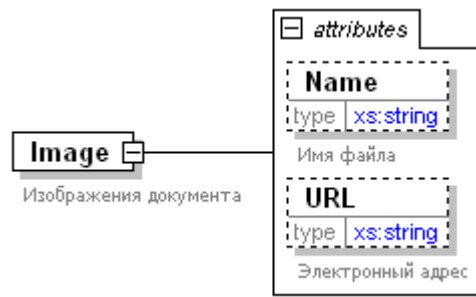 attributes
Name
type xs:string
Имя файла
Image
Изображения документа
URL
type xs:string
Электронный адрес